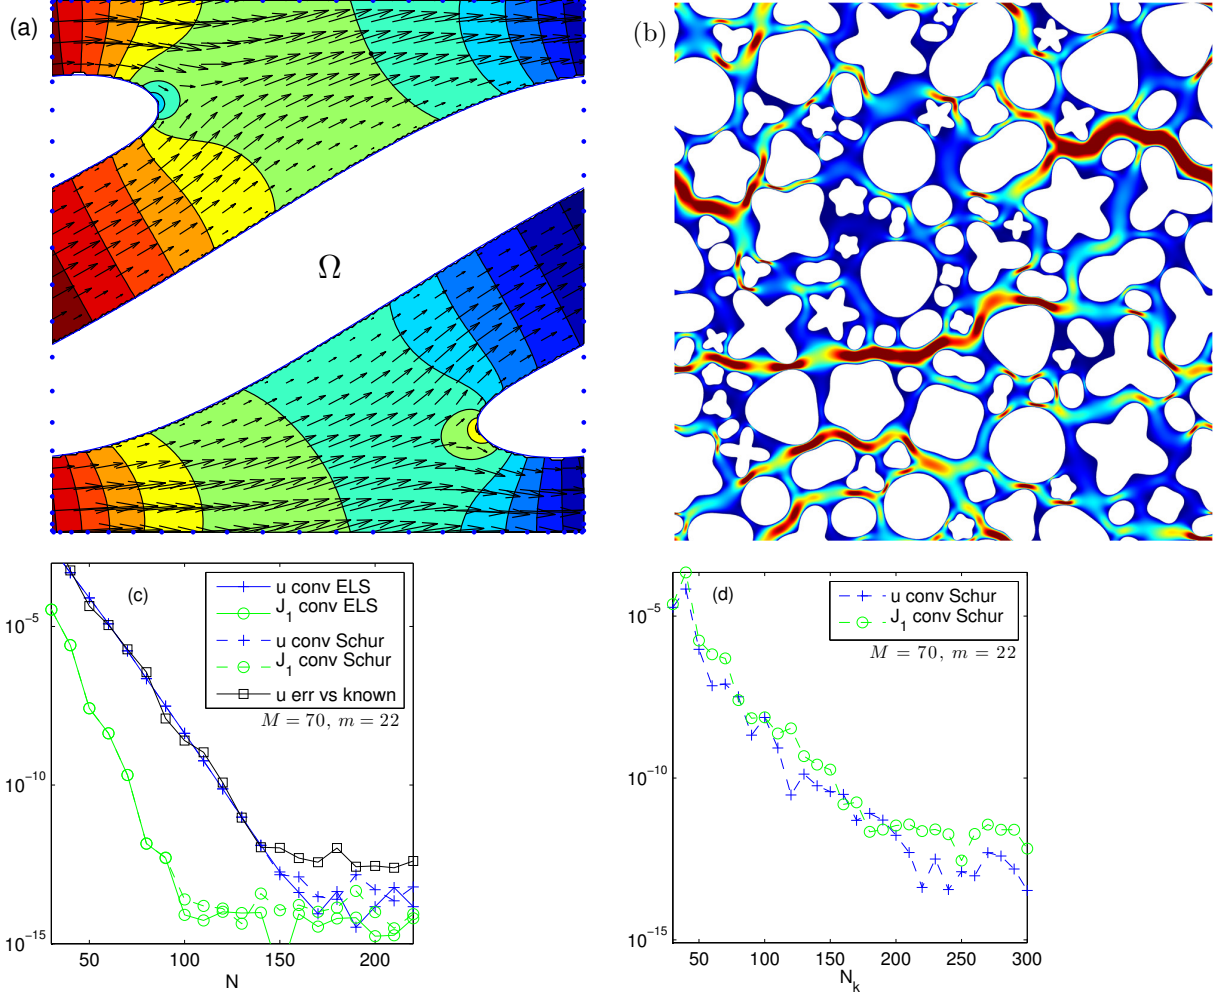 (a)
Ω
(b)
(c)
u conv ELS
J₁ conv ELS
u conv Schur
J₁ conv Schur
u err vs known
M = 70, m = 22
10⁻⁵
10⁻¹⁰
10⁻¹⁵
50 100 150 200
N
(d)
u conv Schur
J₁ conv Schur
M = 70, m = 22
10⁻⁵
10⁻¹⁰
10⁻¹⁵
50 100 150 200 250 300
Nₖ